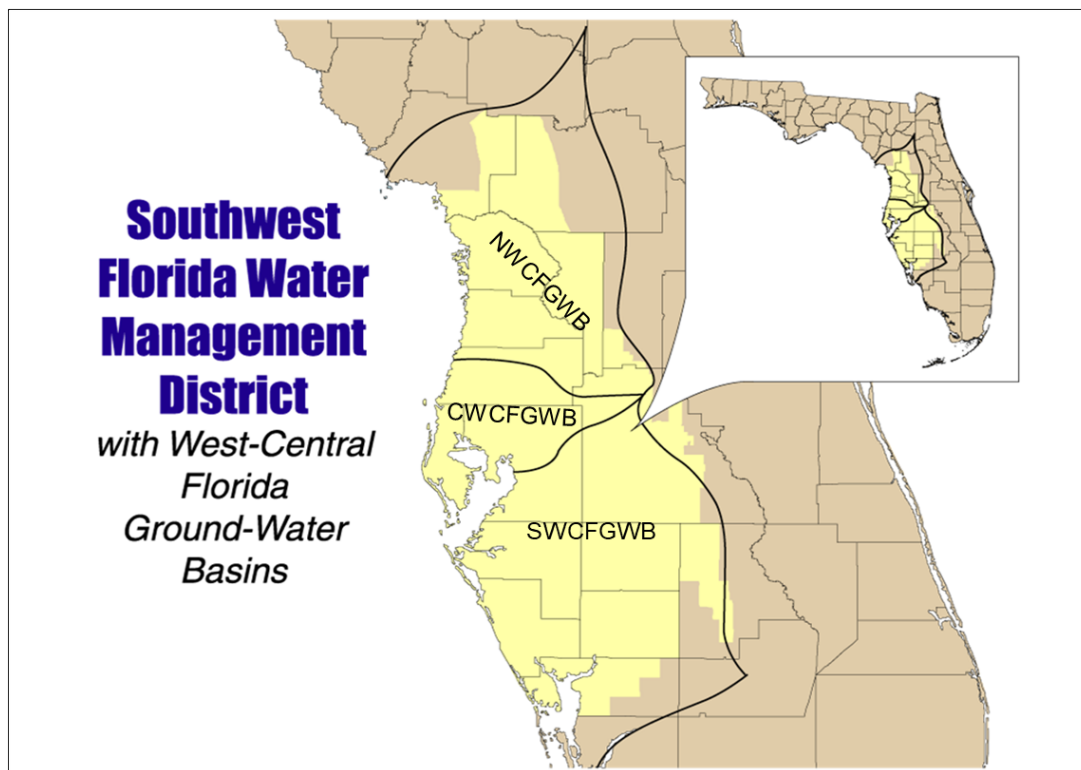 Southwest
Florida Water
Management
District
with West-Central
Florida
Ground-Water
Basins
NWCFGWB
CWCFGWB
SWCFGWB